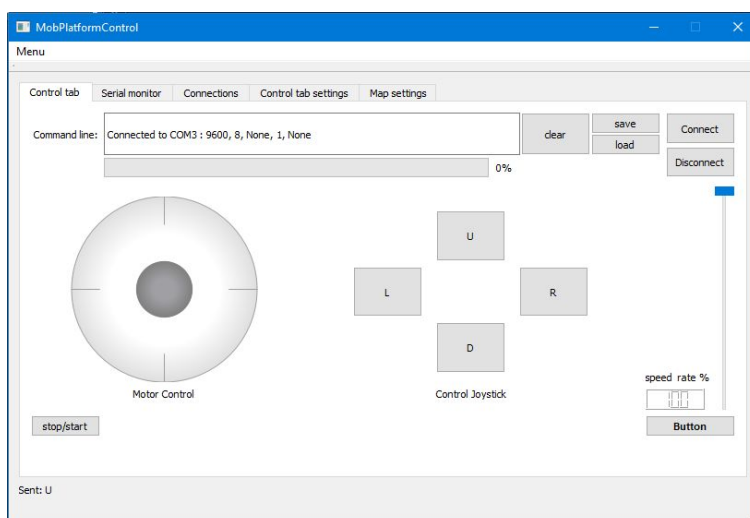 MobPlatformControl
Menu
Control tab
Serial monitor
Connections
Control tab settings
Map settings
Command line:
Connected to COM3 : 9600, 8, None, 1, None
clear
save
load
Connect
Disconnect
0%
U
L
R
D
Motor Control
Control Joystick
speed rate %
100
stop/start
Button
Sent: U